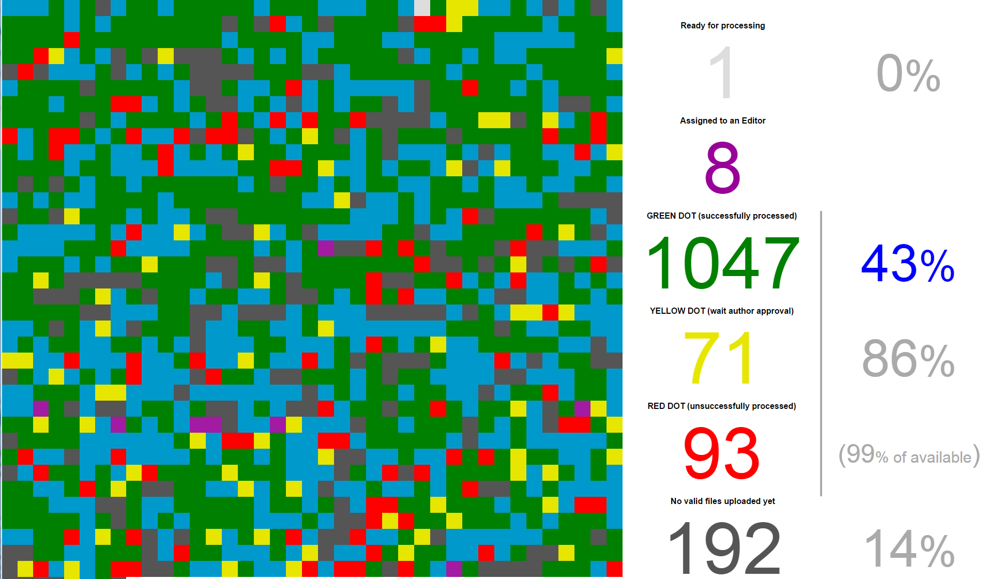 Ready for processing
1
0%
Assigned to an Editor
8
GREEN DOT (successfully processed)
1047
43%
YELLOW DOT (wait author approval)
71
86%
RED DOT (unsuccessfully processed)
93
(99% of available)
No valid files uploaded yet
192
14%